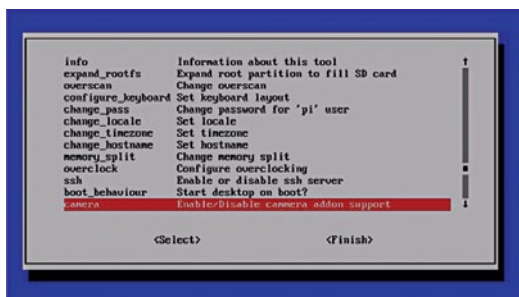 info Information about this tool
expand_rootfs Expand root partition to fill SD card
overscan Change overscan
configure_keyboard Set keyboard layout
change_pass Change password for 'pi' user
change_locale Set locale
change_timezone Set timezone
change_hostname Set hostname
memory_split Change memory split
overclock Configure overclocking
ssh Enable or disable ssh server
boot_behaviour Start desktop on boot?
camera Enable/Disable cammera addon support
<Select> <Finish>